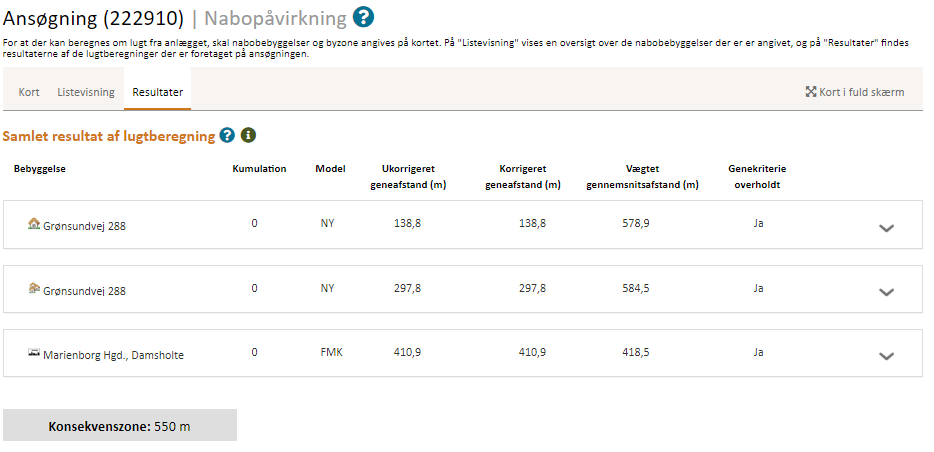 Ansøgning (222910) | Nabopåvirkning ?
For at der kan beregnes om lugt fra anlægget, skal nabobebyggelser og byzone angives på kortet. På "Listevisning" vises en oversigt over de nabobebyggelser der er er angivet, og på "Resultater" findes
resultaterne af de lugtberegninger der er foretaget på ansøgningen.
Kort Listevisning Resultater Kort i fuld skærm
Samlet resultat af lugtberegning ? i
Bebyggelse Kumulation Model Ukorrigeret geneafstand (m) Korrigeret geneafstand (m) Vægtet gennemsnitsafstand (m) Genekriterie overholdt
Grønsundvej 288 0 NY 138,8 138,8 578,9 Ja
Grønsundvej 288 0 NY 297,8 297,8 584,5 Ja
Marienborg Hgd., Damsholte 0 FMK 410,9 410,9 418,5 Ja
Konsekvenszone: 550 m